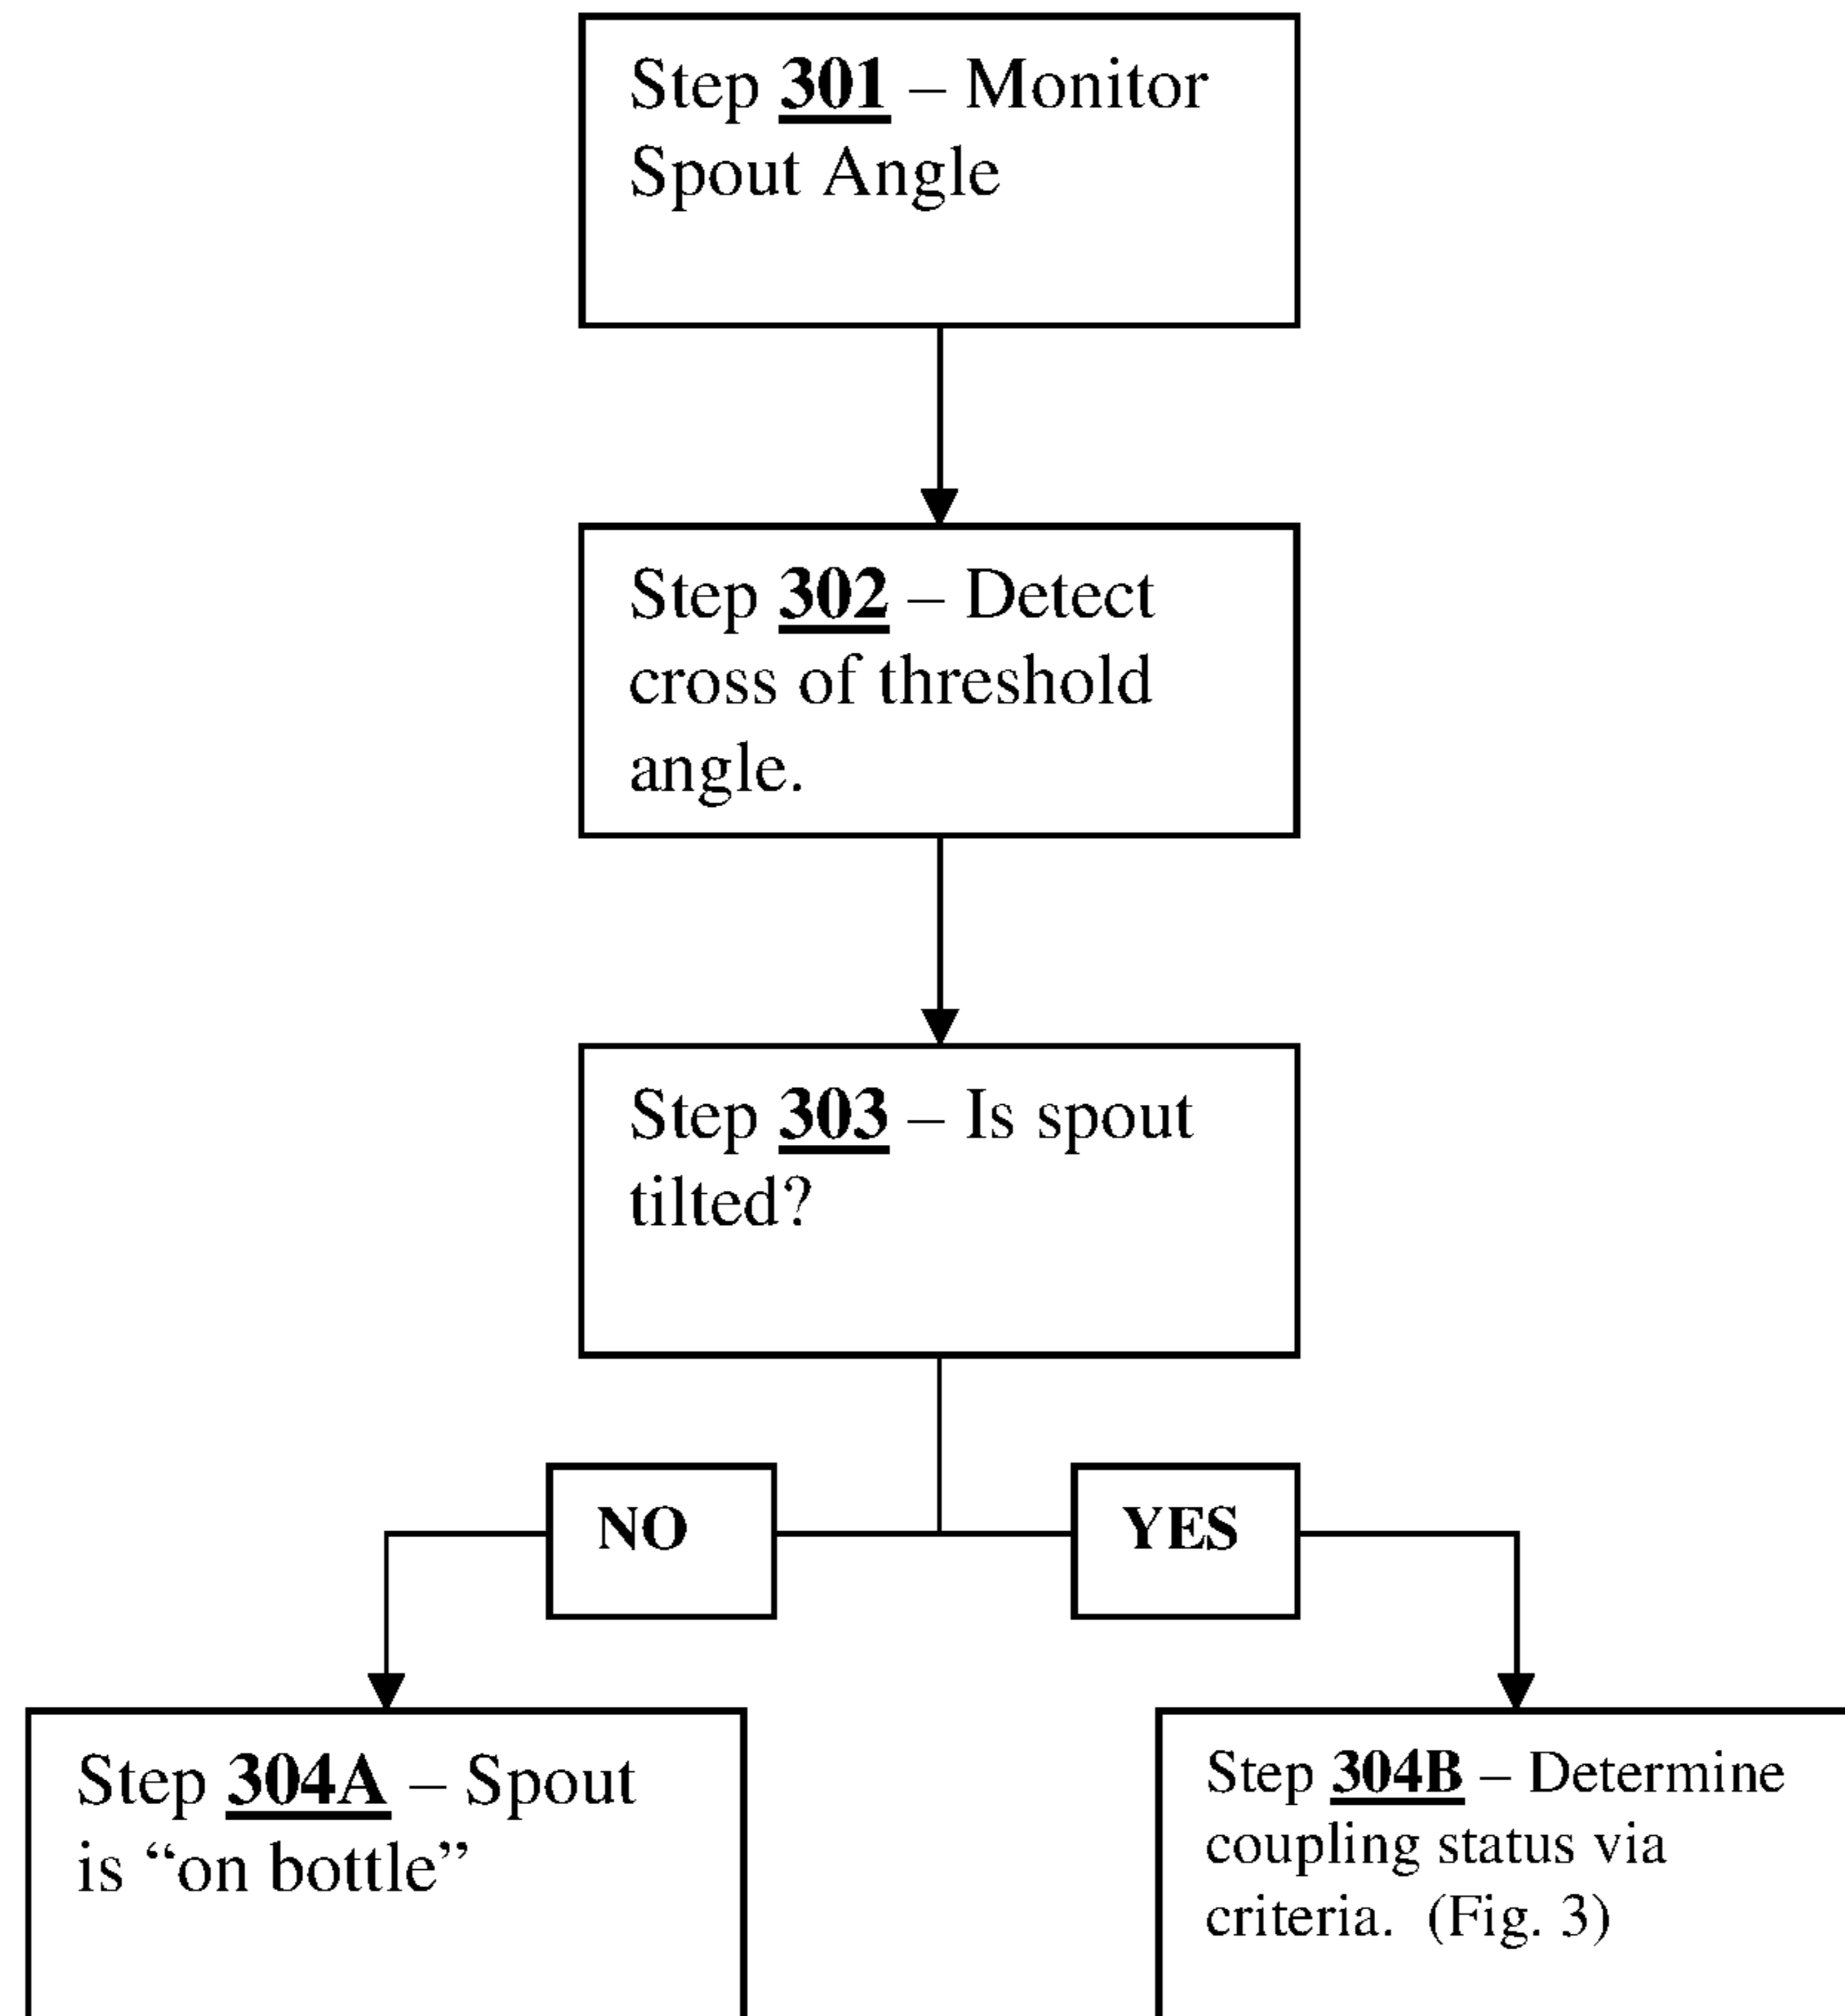 Step 301 – Monitor
Spout Angle
Step 302 – Detect
cross of threshold
angle.
Step 303 – Is spout
tilted?
NO
YES
Step 304A – Spout
is “on bottle”
Step 304B – Determine
coupling status via
criteria.  (Fig. 3)